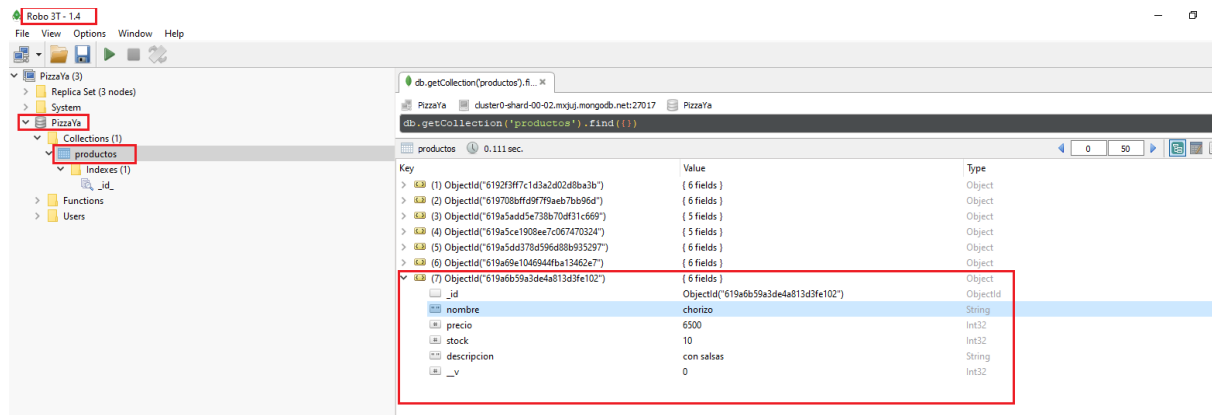 Robo 3T - 1.4
File View Options Window Help
PizzaYa (3)
Replica Set (3 nodes)
System
PizzaYa
Collections (1)
productos
Indexes (1)
_id_
Functions
Users
db.getCollection('productos').fi...
PizzaYa cluster0-shard-00-02.mxjuj.mongodb.net:27017 PizzaYa
db.getCollection('productos').find({})
productos 0.111 sec. 0 50
Key Value Type
(1) ObjectId("6192f3ff7c1d3a2d02d8ba3b") { 6 fields } Object
(2) ObjectId("619708bffd9f7f9aeb7bb96d") { 6 fields } Object
(3) ObjectId("619a5add5e738b70df31c669") { 5 fields } Object
(4) ObjectId("619a5ce1908ee7c067470324") { 5 fields } Object
(5) ObjectId("619a5dd378d596d88b935297") { 6 fields } Object
(6) ObjectId("619a69e1046944fba13462e7") { 6 fields } Object
(7) ObjectId("619a6b59a3de4a813d3fe102") { 6 fields } Object
_id ObjectId("619a6b59a3de4a813d3fe102") ObjectId
nombre chorizo String
precio 6500 Int32
stock 10 Int32
descripcion con salsas String
__v 0 Int32